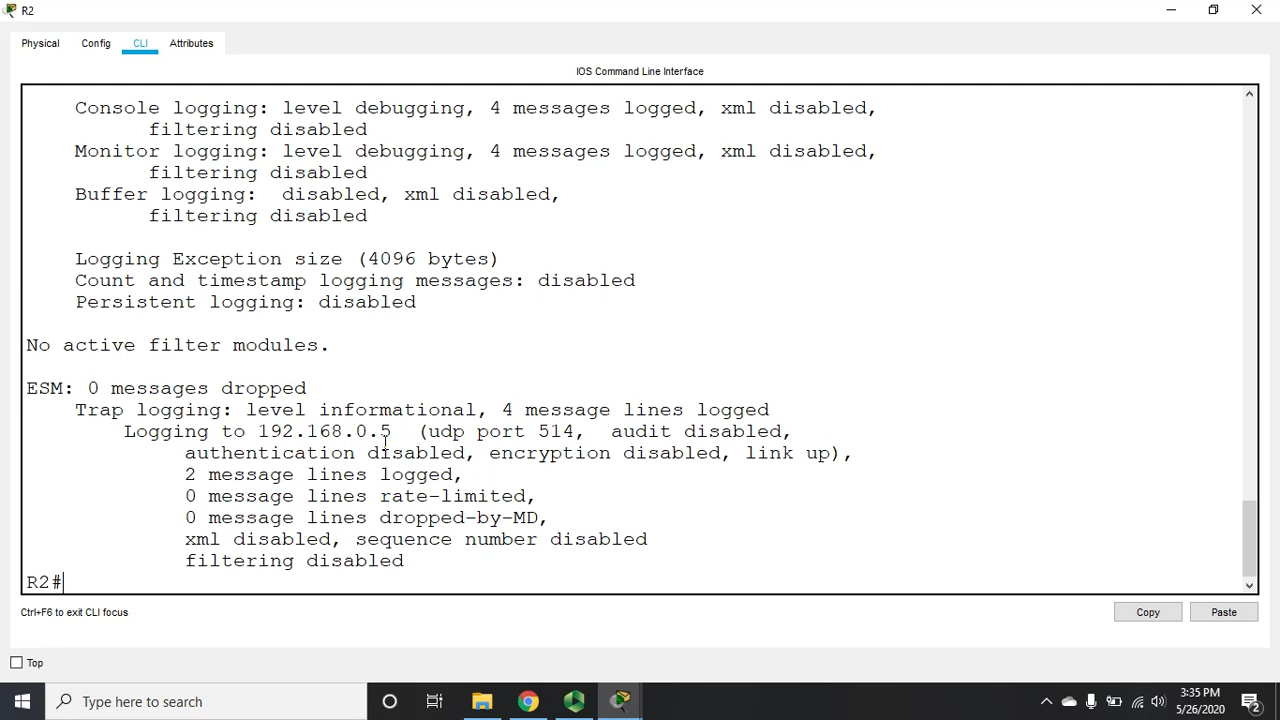 R2
Physical Config CLI Attributes
IOS Command Line Interface
Console logging: level debugging, 4 messages logged, xml disabled,
filtering disabled
Monitor logging: level debugging, 4 messages logged, xml disabled,
filtering disabled
Buffer logging: disabled, xml disabled,
filtering disabled
Logging Exception size (4096 bytes)
Count and timestamp logging messages: disabled
Persistent logging: disabled
No active filter modules.
ESM: 0 messages dropped
Trap logging: level informational, 4 message lines logged
Logging to 192.168.0.5 (udp port 514, audit disabled,
authentication disabled, encryption disabled, link up),
2 message lines logged,
0 message lines rate-limited,
0 message lines dropped-by-MD,
xml disabled, sequence number disabled
filtering disabled
R2#
Ctrl+F6 to exit CLI focus
Copy Paste
Top
Type here to search
3:35 PM
5/26/2020
2